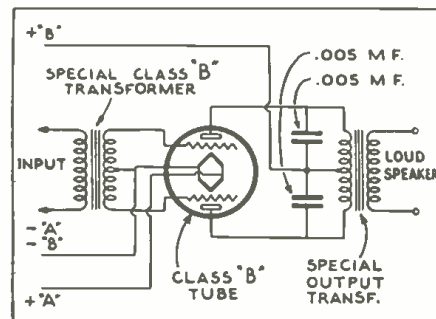 +"B"
.005 M F.
.005 M F.
SPECIAL CLASS "B"
TRANSFORMER
INPUT
LOUD
SPEAKER
- "A"
- "B"
+ "A"
CLASS "B"
TUBE
SPECIAL
OUTPUT
TRANSF.